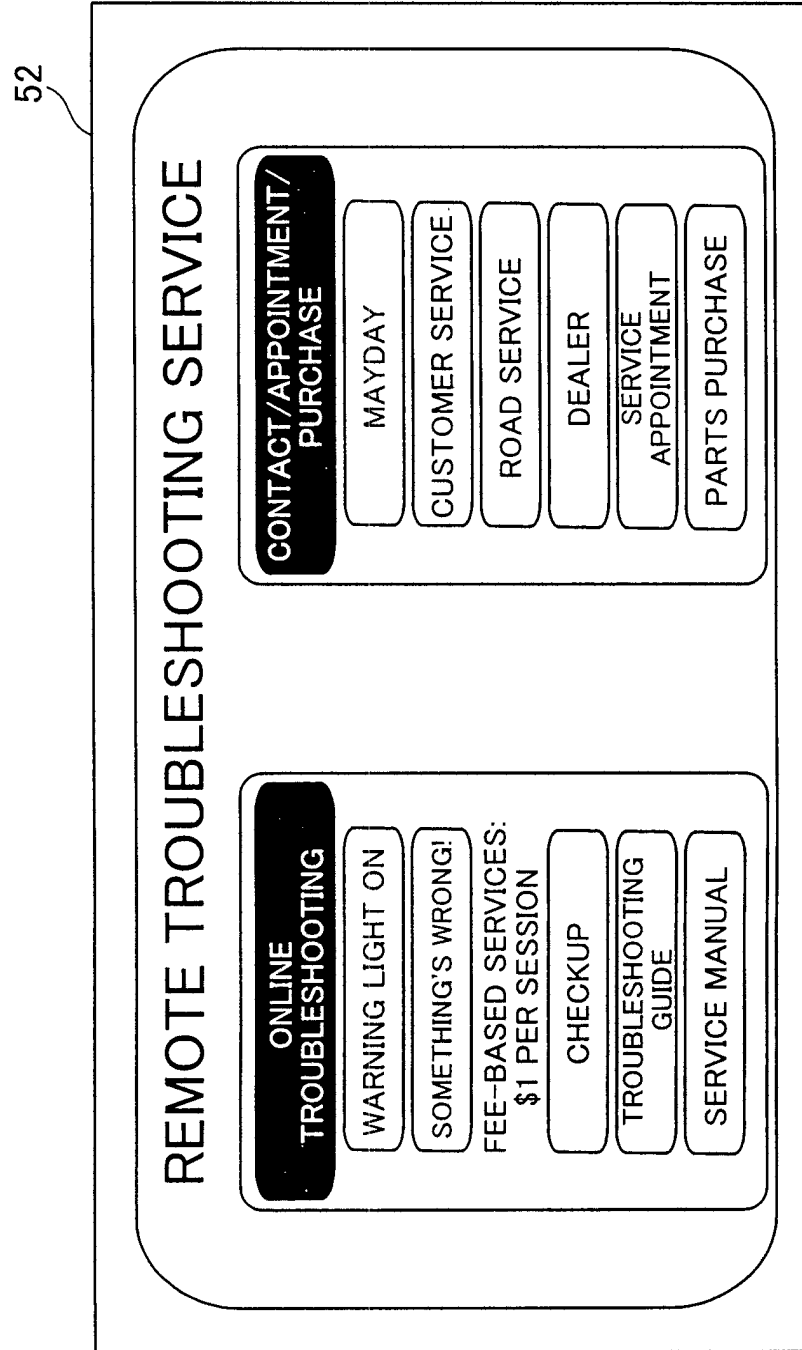 52
REMOTE TROUBLESHOOTING SERVICE
ONLINE
TROUBLESHOOTING
WARNING LIGHT ON
SOMETHING'S WRONG!
FEE-BASED SERVICES:
$1 PER SESSION
CHECKUP
TROUBLESHOOTING
GUIDE
SERVICE MANUAL
CONTACT/APPOINTMENT/
PURCHASE
MAYDAY
CUSTOMER SERVICE
ROAD SERVICE
DEALER
SERVICE
APPOINTMENT
PARTS PURCHASE